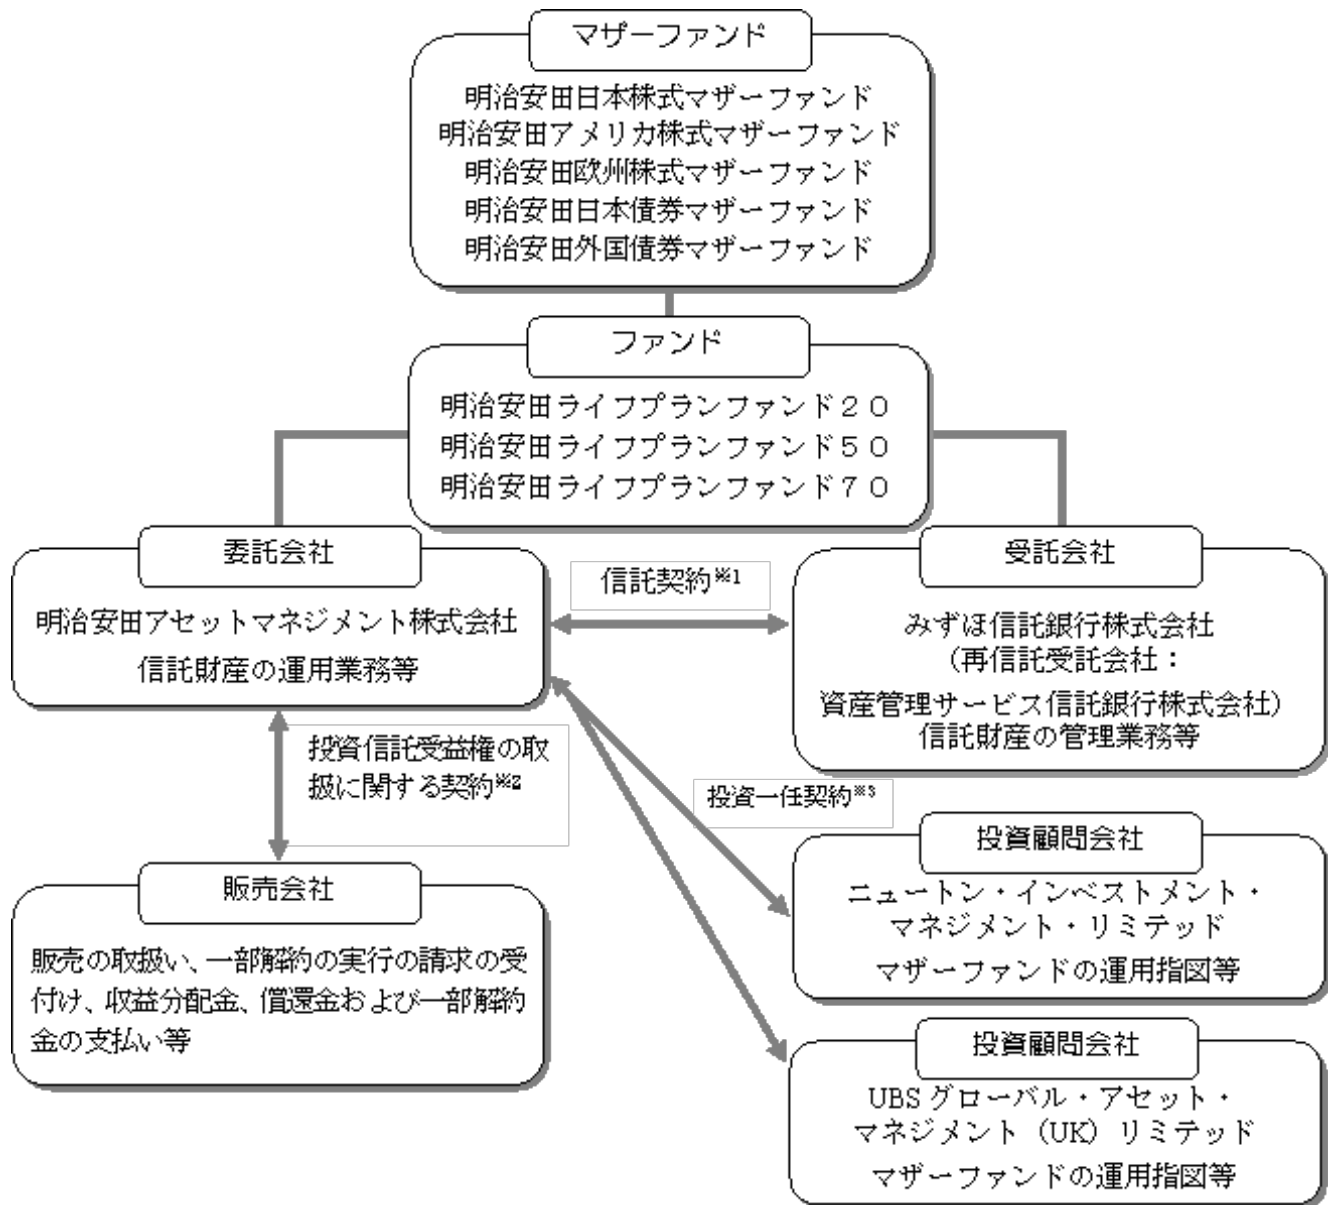 マザーファンド
明治安田日本株式マザーファンド
明治安田アメリカ株式マザーファンド
明治安田欧州株式マザーファンド
明治安田日本債券マザーファンド
明治安田外国債券マザーファンド
ファンド
明治安田ライフプランファンド２０
明治安田ライフプランファンド５０
明治安田ライフプランファンド７０
委託会社
明治安田アセットマネジメント株式会社
信託財産の運用業務等
信託契約※1
受託会社
みずほ信託銀行株式会社
（再信託受託会社：
資産管理サービス信託銀行株式会社）
信託財産の管理業務等
投資信託受益権の取
扱に関する契約※2
投資一任契約※3
販売会社
販売の取扱い、一部解約の実行の請求の受
付け、収益分配金、償還金および一部解約
金の支払い等
投資顧問会社
ニュートン・インベストメント・
マネジメント・リミテッド
マザーファンドの運用指図等
投資顧問会社
UBSグローバル・アセット・
マネジメント（UK）リミテッド
マザーファンドの運用指図等